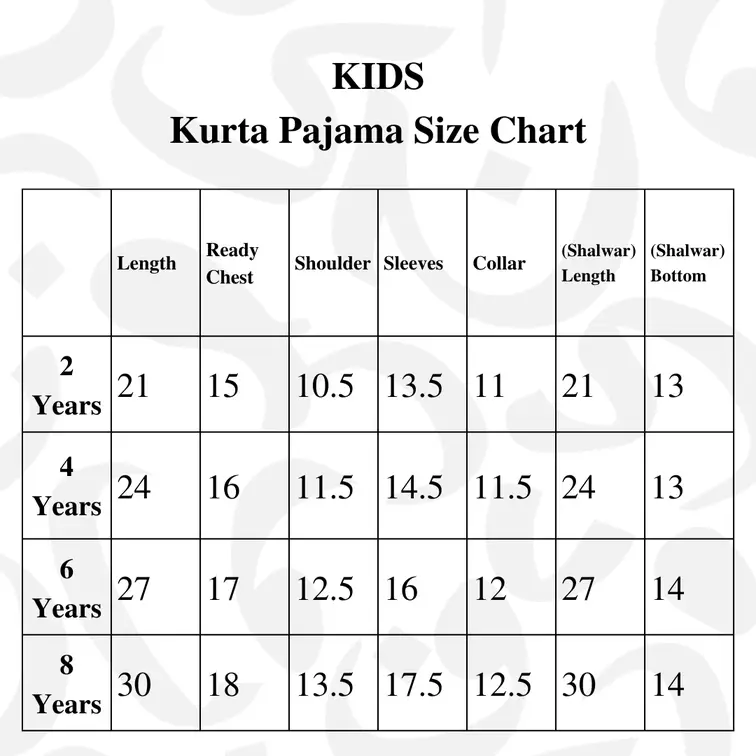 KIDS
Kurta Pajama Size Chart
Length Ready Chest Shoulder Sleeves Collar (Shalwar) Length (Shalwar) Bottom
2 Years 21 15 10.5 13.5 11 21 13
4 Years 24 16 11.5 14.5 11.5 24 13
6 Years 27 17 12.5 16 12 27 14
8 Years 30 18 13.5 17.5 12.5 30 14